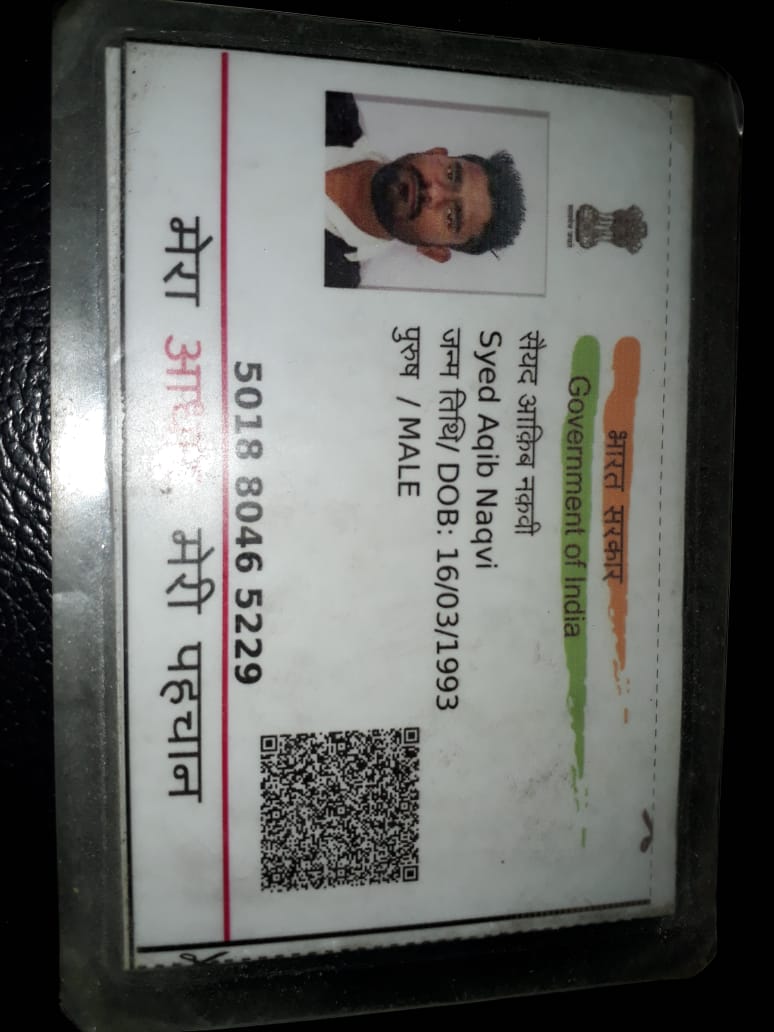 भारत सरकार
Government of India
सैयद आक़िब नक़वी
Syed Aqib Naqvi
जन्म तिथि/ DOB: 16/03/1993
पुरुष / MALE
5018 8046 5229
मेरा आधार, मेरी पहचान